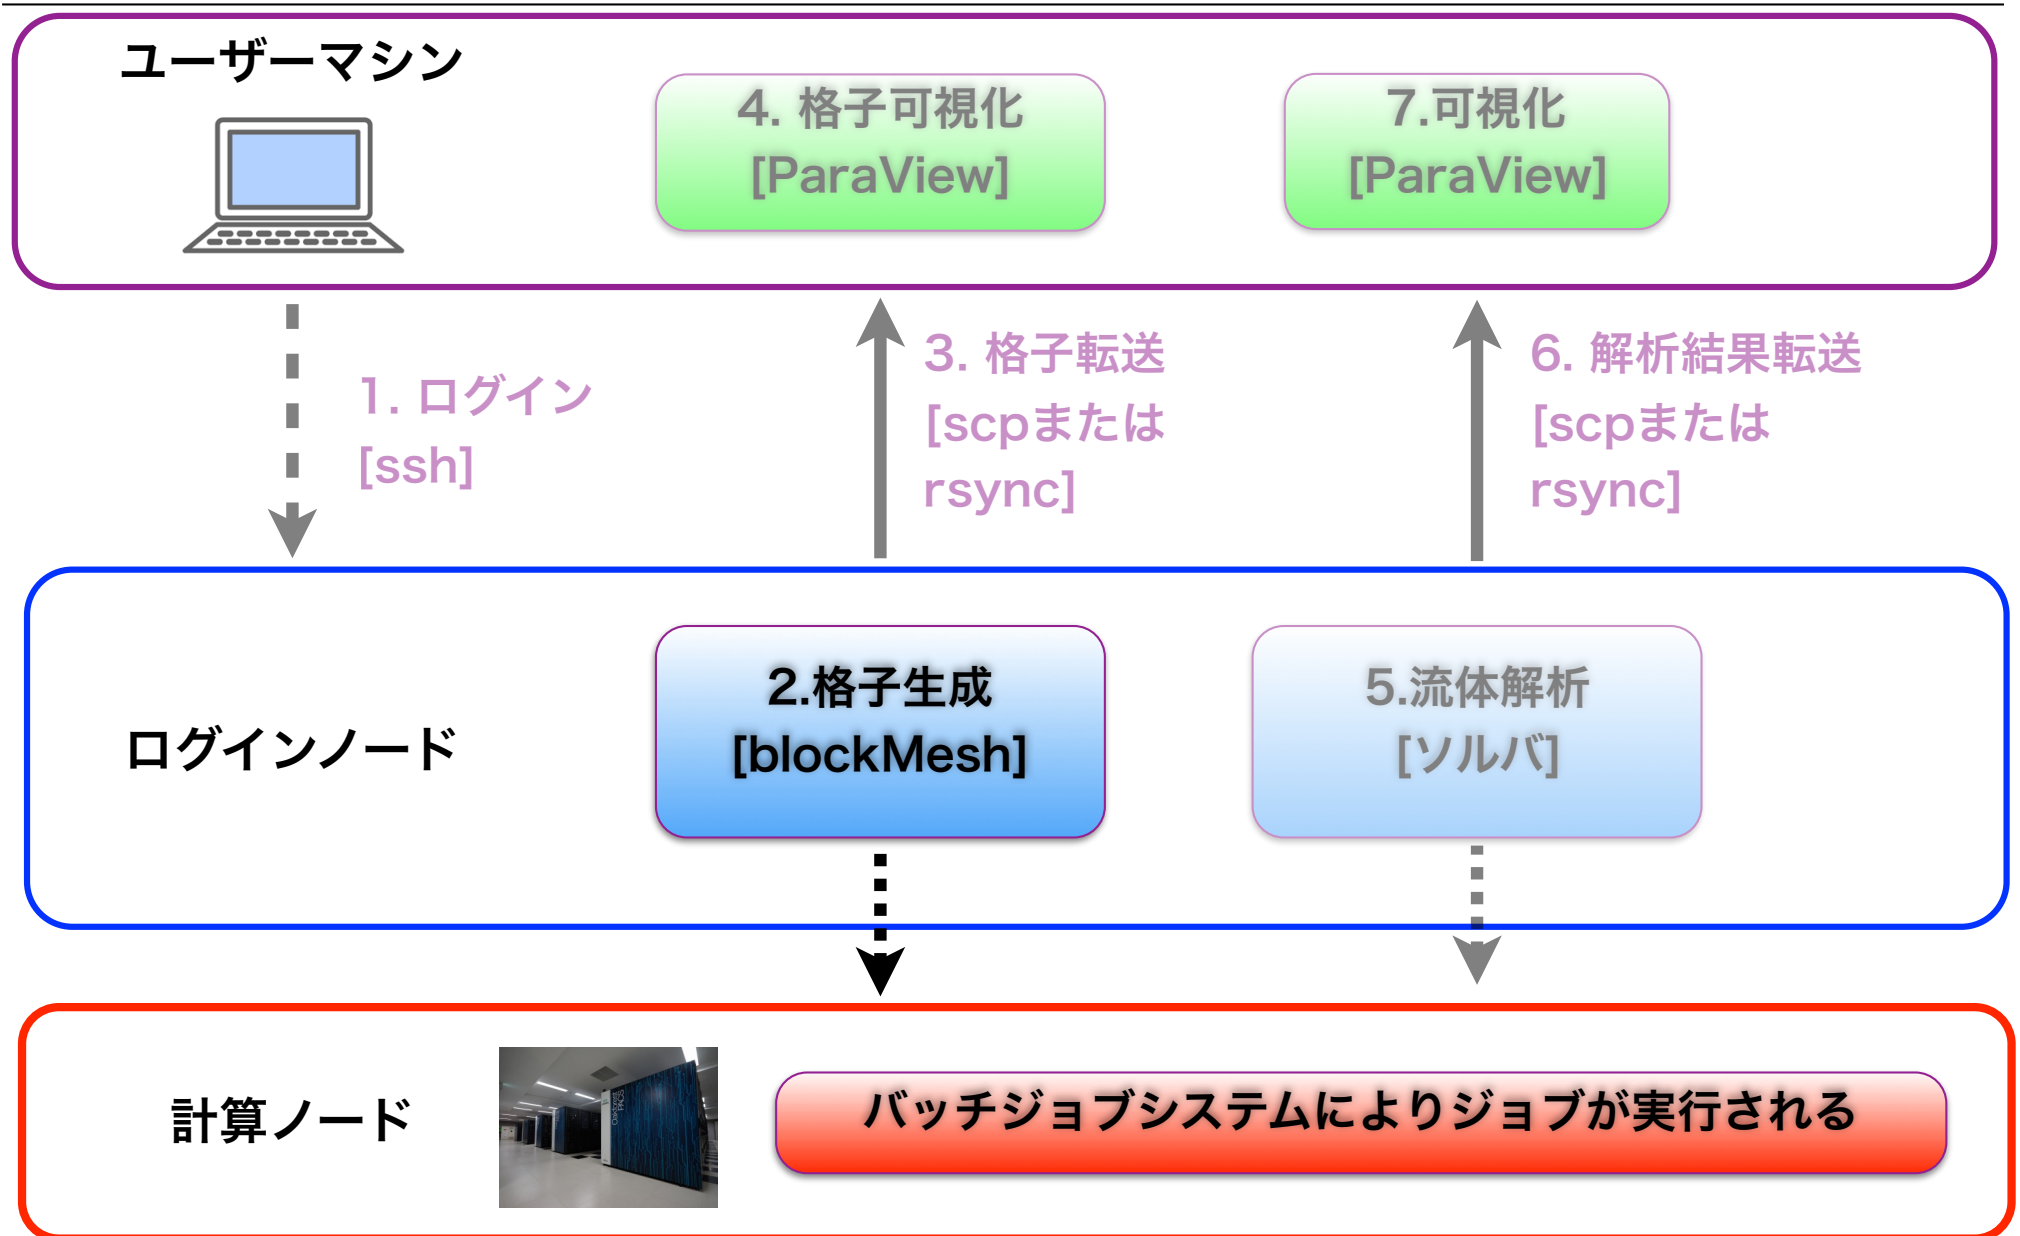 ユーザーマシン
4. 格子可視化
[ParaView]
7.可視化
[ParaView]
1. ログイン
[ssh]
3. 格子転送
[scpまたは
rsync]
6. 解析結果転送
[scpまたは
rsync]
ログインノード
2.格子生成
[blockMesh]
5.流体解析
[ソルバ]
計算ノード
PACS
バッチジョブシステムによりジョブが実行される